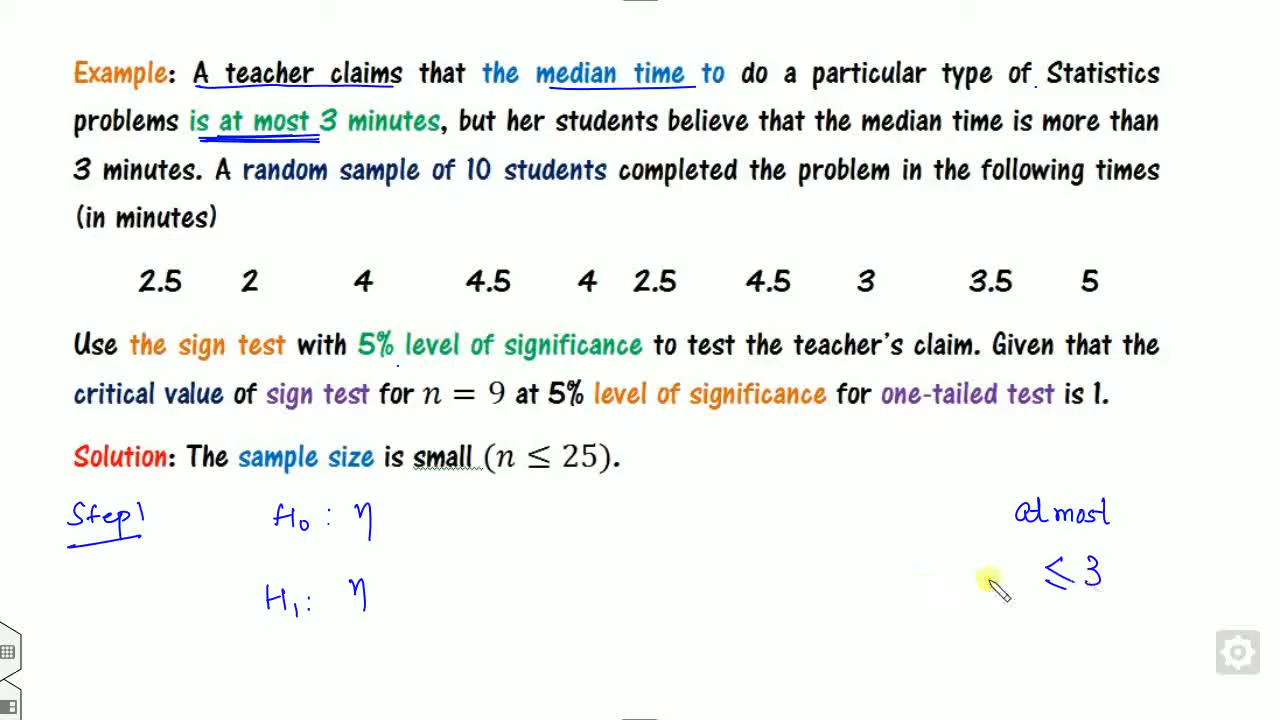 Example: A teacher claims that the median time to do a particular type of Statistics
problems is at most 3 minutes, but her students believe that the median time is more than
3 minutes. A random sample of 10 students completed the problem in the following times
(in minutes)
2.5 2 4 4.5 4 2.5 4.5 3 3.5 5
Use the sign test with 5% level of significance to test the teacher's claim. Given that the
critical value of sign test for n = 9 at 5% level of significance for one-tailed test is 1.
Solution: The sample size is small (n ≤ 25).
Step1 H₀ : η at most
≤ 3
H₁ : η